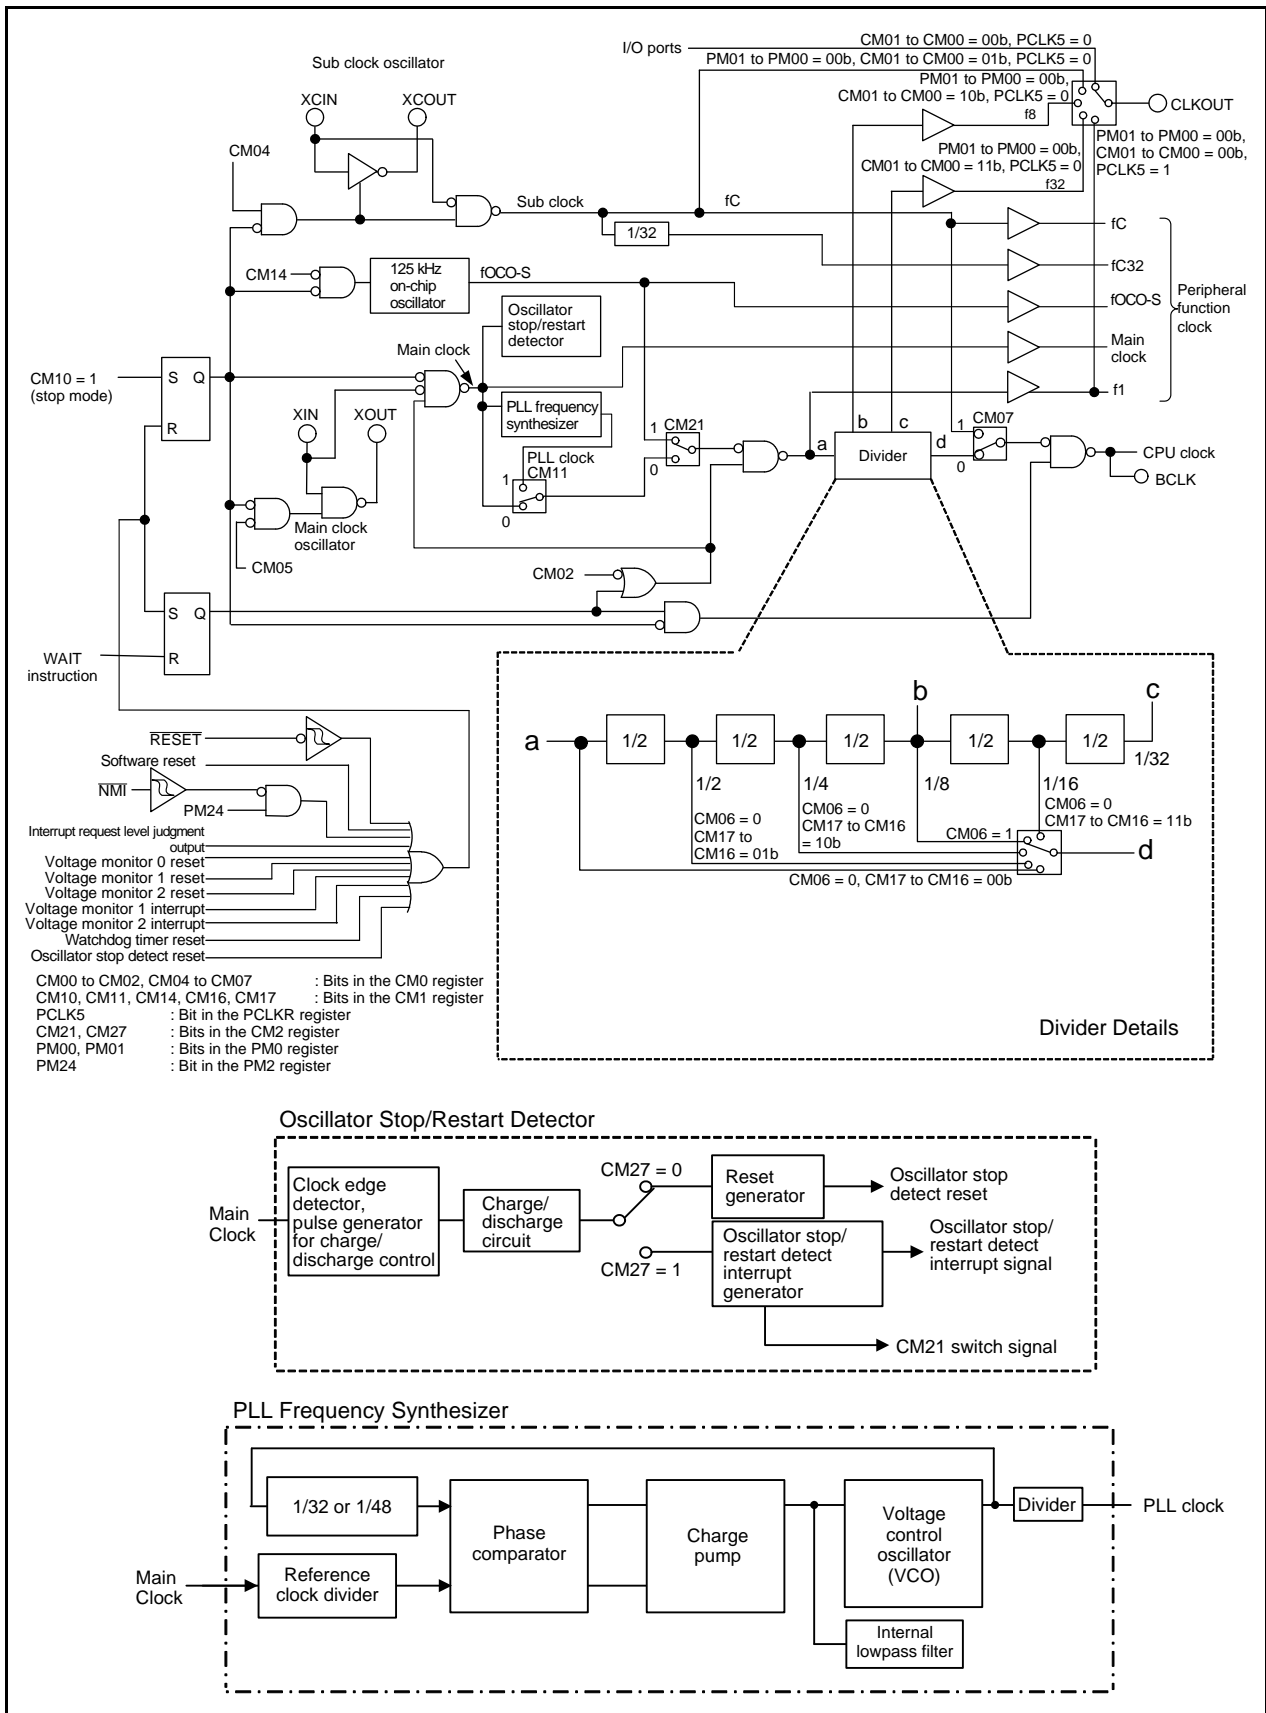 I/O ports
CM01 to CM00 = 00b, PCLK5 = 0
PM01 to PM00 = 00b, CM01 to CM00 = 01b, PCLK5 = 0
PM01 to PM00 = 00b,
CM01 to CM00 = 10b, PCLK5 = 0
f8
CLKOUT
PM01 to PM00 = 00b,
CM01 to CM00 = 11b, PCLK5 = 0
f32
PM01 to PM00 = 00b,
CM01 to CM00 = 00b,
PCLK5 = 1
Sub clock oscillator
XCIN
XCOUT
CM04
Sub clock
fC
1/32
fC
fC32
fOCO-S
Main
clock
f1
Peripheral
function
clock
CM14
125 kHz
on-chip
oscillator
fOCO-S
Oscillator
stop/restart
detector
Main clock
CM10 = 1
(stop mode)
S
Q
R
XIN
XOUT
PLL frequency
synthesizer
PLL clock
CM11
1
0
CM21
1
0
a
b
c
d
Divider
CM07
1
0
CPU clock
BCLK
Main clock
oscillator
CM05
CM02
S
Q
R
WAIT
instruction
RESET
Software reset
NMI
PM24
Interrupt request level judgment
output
Voltage monitor 0 reset
Voltage monitor 1 reset
Voltage monitor 2 reset
Voltage monitor 1 interrupt
Voltage monitor 2 interrupt
Watchdog timer reset
Oscillator stop detect reset
a
1/2
1/2
1/2
1/2
1/2
b
c
1/2
1/4
1/8
1/16
1/32
CM06 = 0
CM17 to
CM16 = 01b
CM06 = 0
CM17 to CM16
= 10b
CM06 = 1
CM06 = 0
CM17 to CM16 = 11b
d
CM06 = 0, CM17 to CM16 = 00b
Divider Details
CM00 to CM02, CM04 to CM07 : Bits in the CM0 register
CM10, CM11, CM14, CM16, CM17 : Bits in the CM1 register
PCLK5 : Bit in the PCLKR register
CM21, CM27 : Bits in the CM2 register
PM00, PM01 : Bits in the PM0 register
PM24 : Bit in the PM2 register
Oscillator Stop/Restart Detector
Main
Clock
Clock edge
detector,
pulse generator
for charge/
discharge control
Charge/
discharge
circuit
CM27 = 0
CM27 = 1
Reset
generator
Oscillator stop
detect reset
Oscillator stop/
restart detect
interrupt
generator
Oscillator stop/
restart detect
interrupt signal
CM21 switch signal
PLL Frequency Synthesizer
1/32 or 1/48
Main
Clock
Reference
clock divider
Phase
comparator
Charge
pump
Voltage
control
oscillator
(VCO)
Divider
PLL clock
Internal
lowpass filter